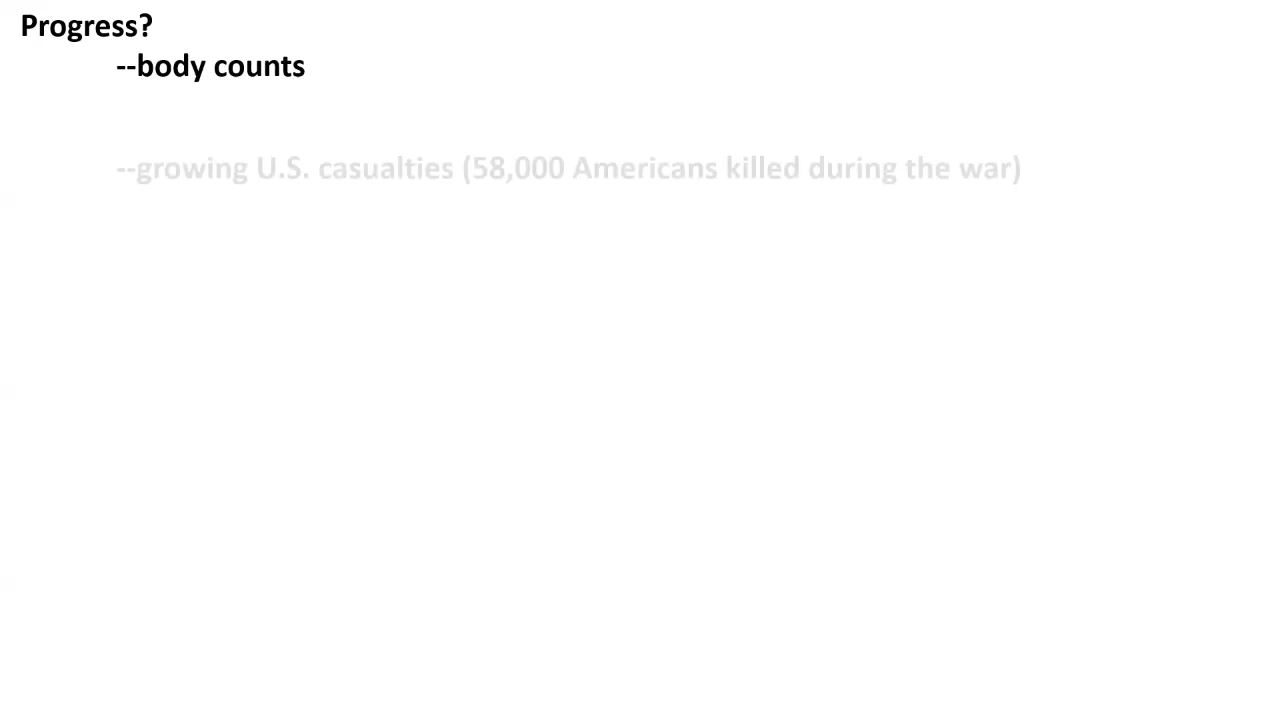 Progress?
--body counts
--growing U.S. casualties (58,000 Americans killed during the war)